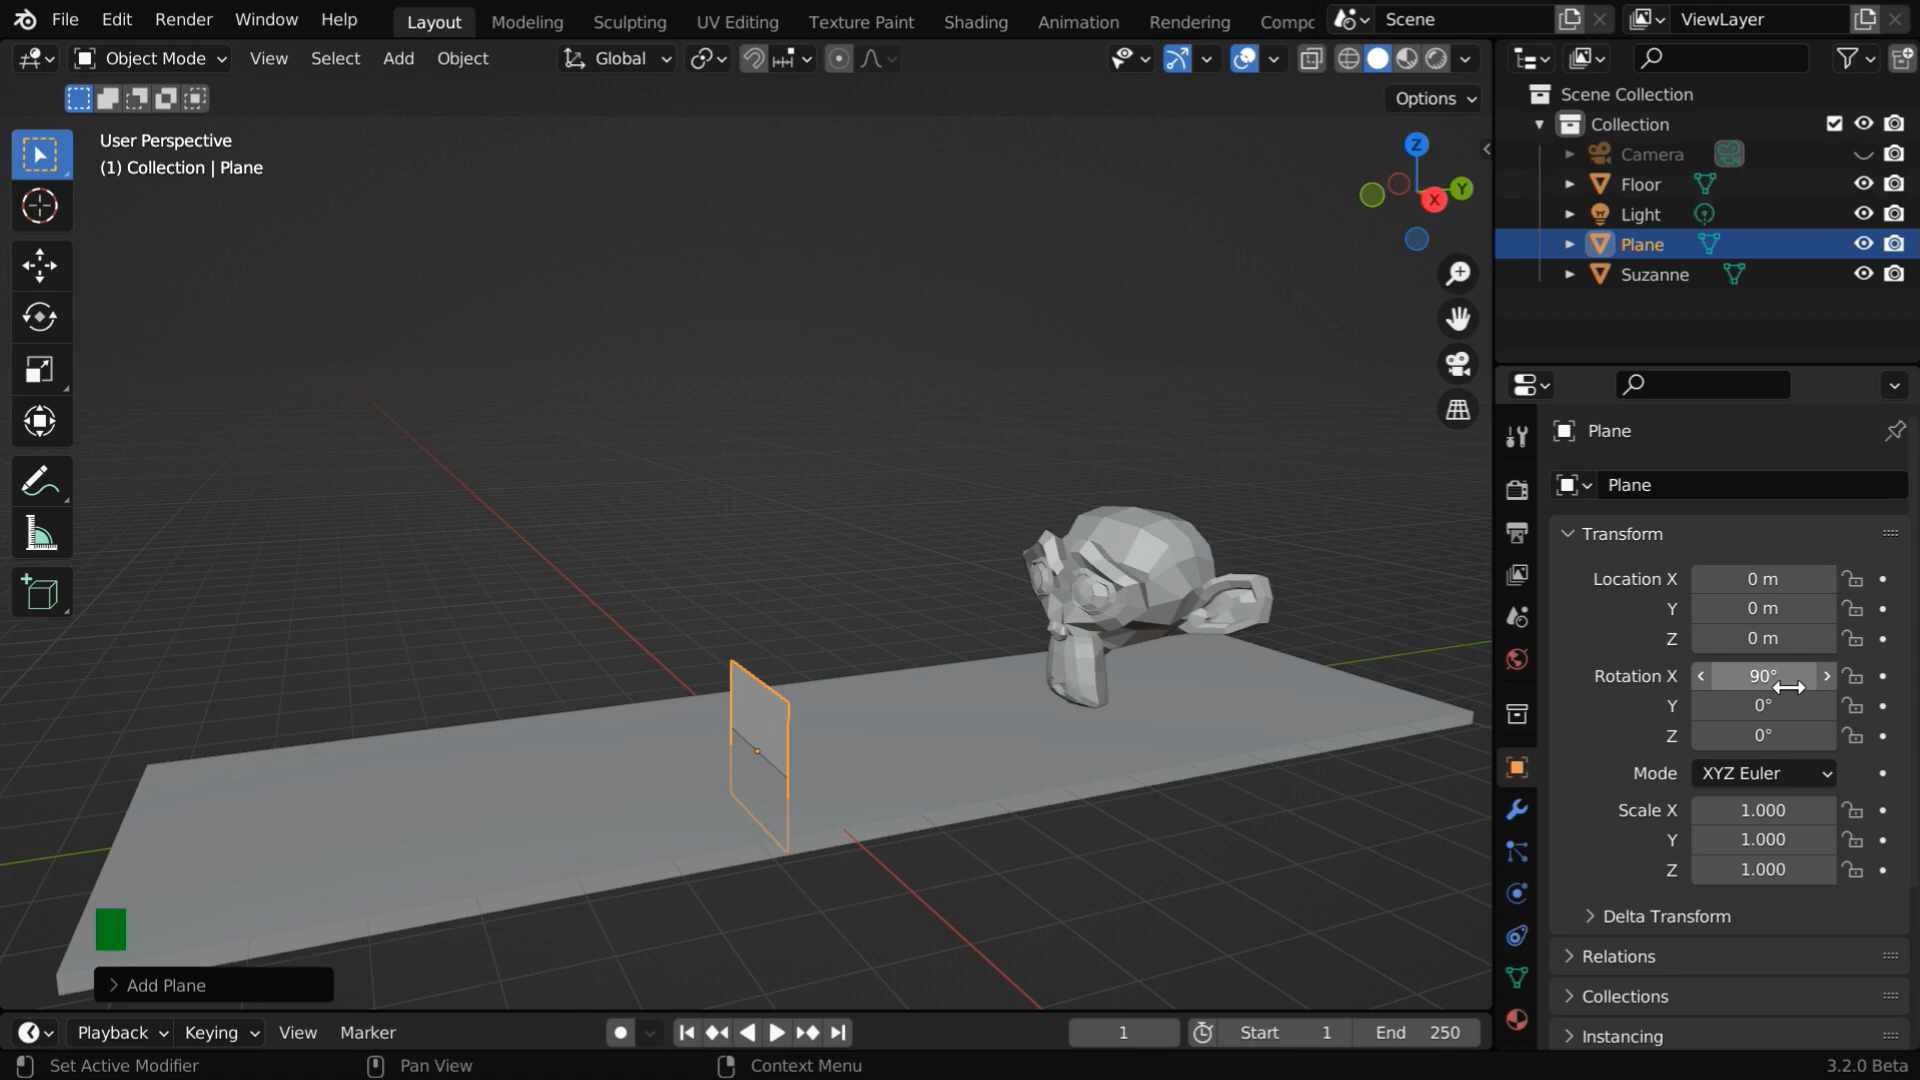 File Edit Render Window Help
Layout Modeling Sculpting UV Editing Texture Paint Shading Animation Rendering Compc
Scene ViewLayer
Object Mode View Select Add Object Global
Options
User Perspective
(1) Collection | Plane
Z
Y
X
Scene Collection
Collection
Camera
Floor
Light
Plane
Suzanne
Plane
Plane
Transform
Location X 0 m
Y 0 m
Z 0 m
Rotation X 90°
Y 0°
Z 0°
Mode XYZ Euler
Scale X 1.000
Y 1.000
Z 1.000
Delta Transform
Relations
Collections
Instancing
Add Plane
Playback Keying View Marker 1 Start 1 End 250
Set Active Modifier Pan View Context Menu 3.2.0 Beta